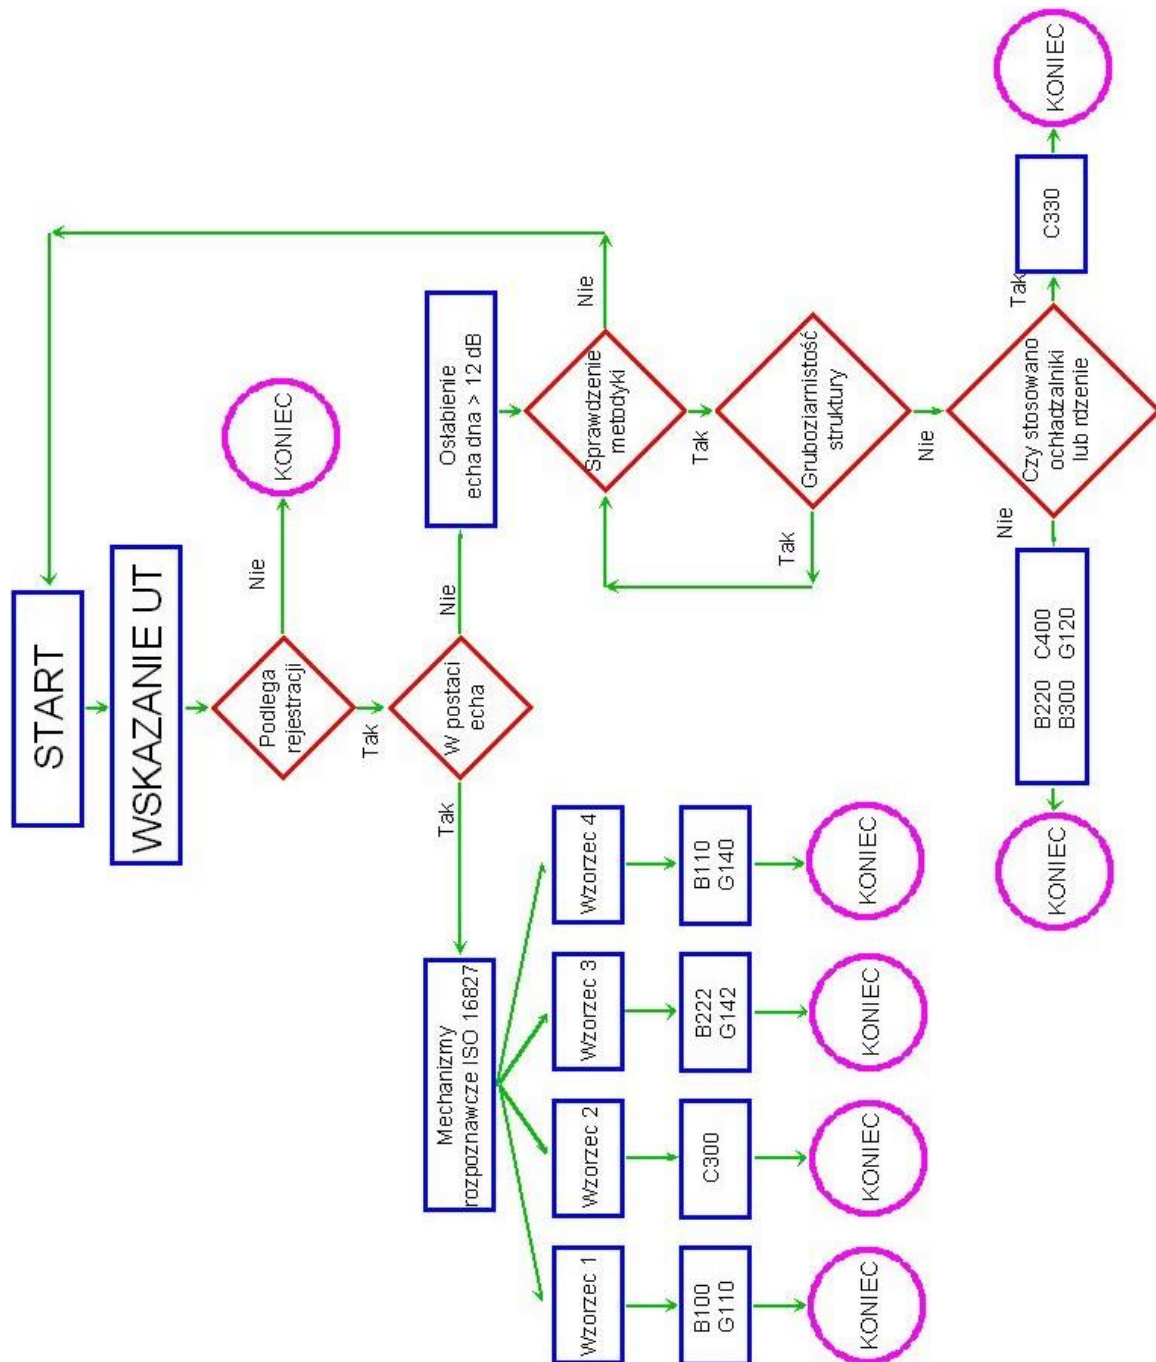 START
WSKAZANIE UT
Podlega
rejestracji
Nie
KONIEC
Tak
W postaci
echa
Nie
Osłabienie
echa dna > 12 dB
Sprawdzenie
metodyki
Nie
Tak
Gruboziarnistość
struktury
Tak
Nie
Czy stosowano
ochładzalniki
lub rdzenie
Tak
C330
KONIEC
Nie
B220 C400
B300 G120
KONIEC
Tak
Mechanizmy
rozpoznawcze ISO 16827
Wzorzec 1
Wzorzec 2
Wzorzec 3
Wzorzec 4
B100
G110
C300
B222
G142
B110
G140
KONIEC
KONIEC
KONIEC
KONIEC